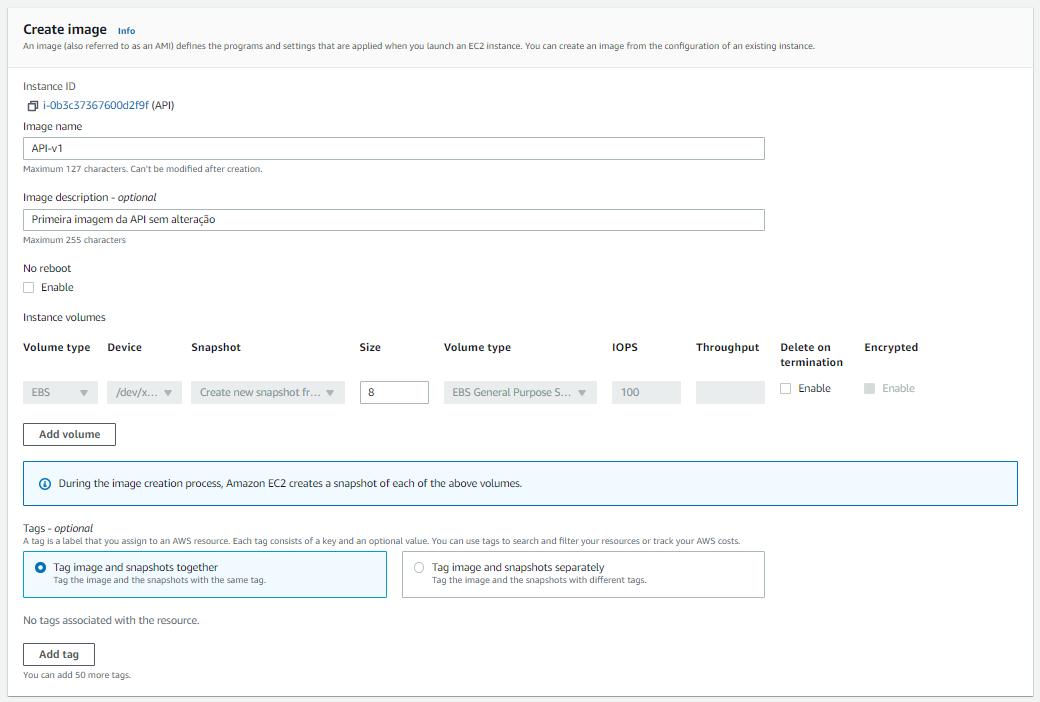 Create image Info
An image (also referred to as an AMI) defines the programs and settings that are applied when you launch an EC2 instance. You can create an image from the configuration of an existing instance.
Instance ID
i-0b3c37367600d2f9f (API)
Image name
API-v1
Maximum 127 characters. Can't be modified after creation.
Image description - optional
Primeira imagem da API sem alteração
Maximum 255 characters
No reboot
Enable
Instance volumes
Volume type Device Snapshot Size Volume type IOPS Throughput Delete on termination Encrypted
EBS /dev/x... Create new snapshot fr... 8 EBS General Purpose S... 100 Enable Enable
Add volume
During the image creation process, Amazon EC2 creates a snapshot of each of the above volumes.
Tags - optional
A tag is a label that you assign to an AWS resource. Each tag consists of a key and an optional value. You can use tags to search and filter your resources or track your AWS costs.
Tag image and snapshots together Tag image and snapshots separately
Tag the image and the snapshots with the same tag. Tag the image and the snapshots with different tags.
No tags associated with the resource.
Add tag
You can add 50 more tags.